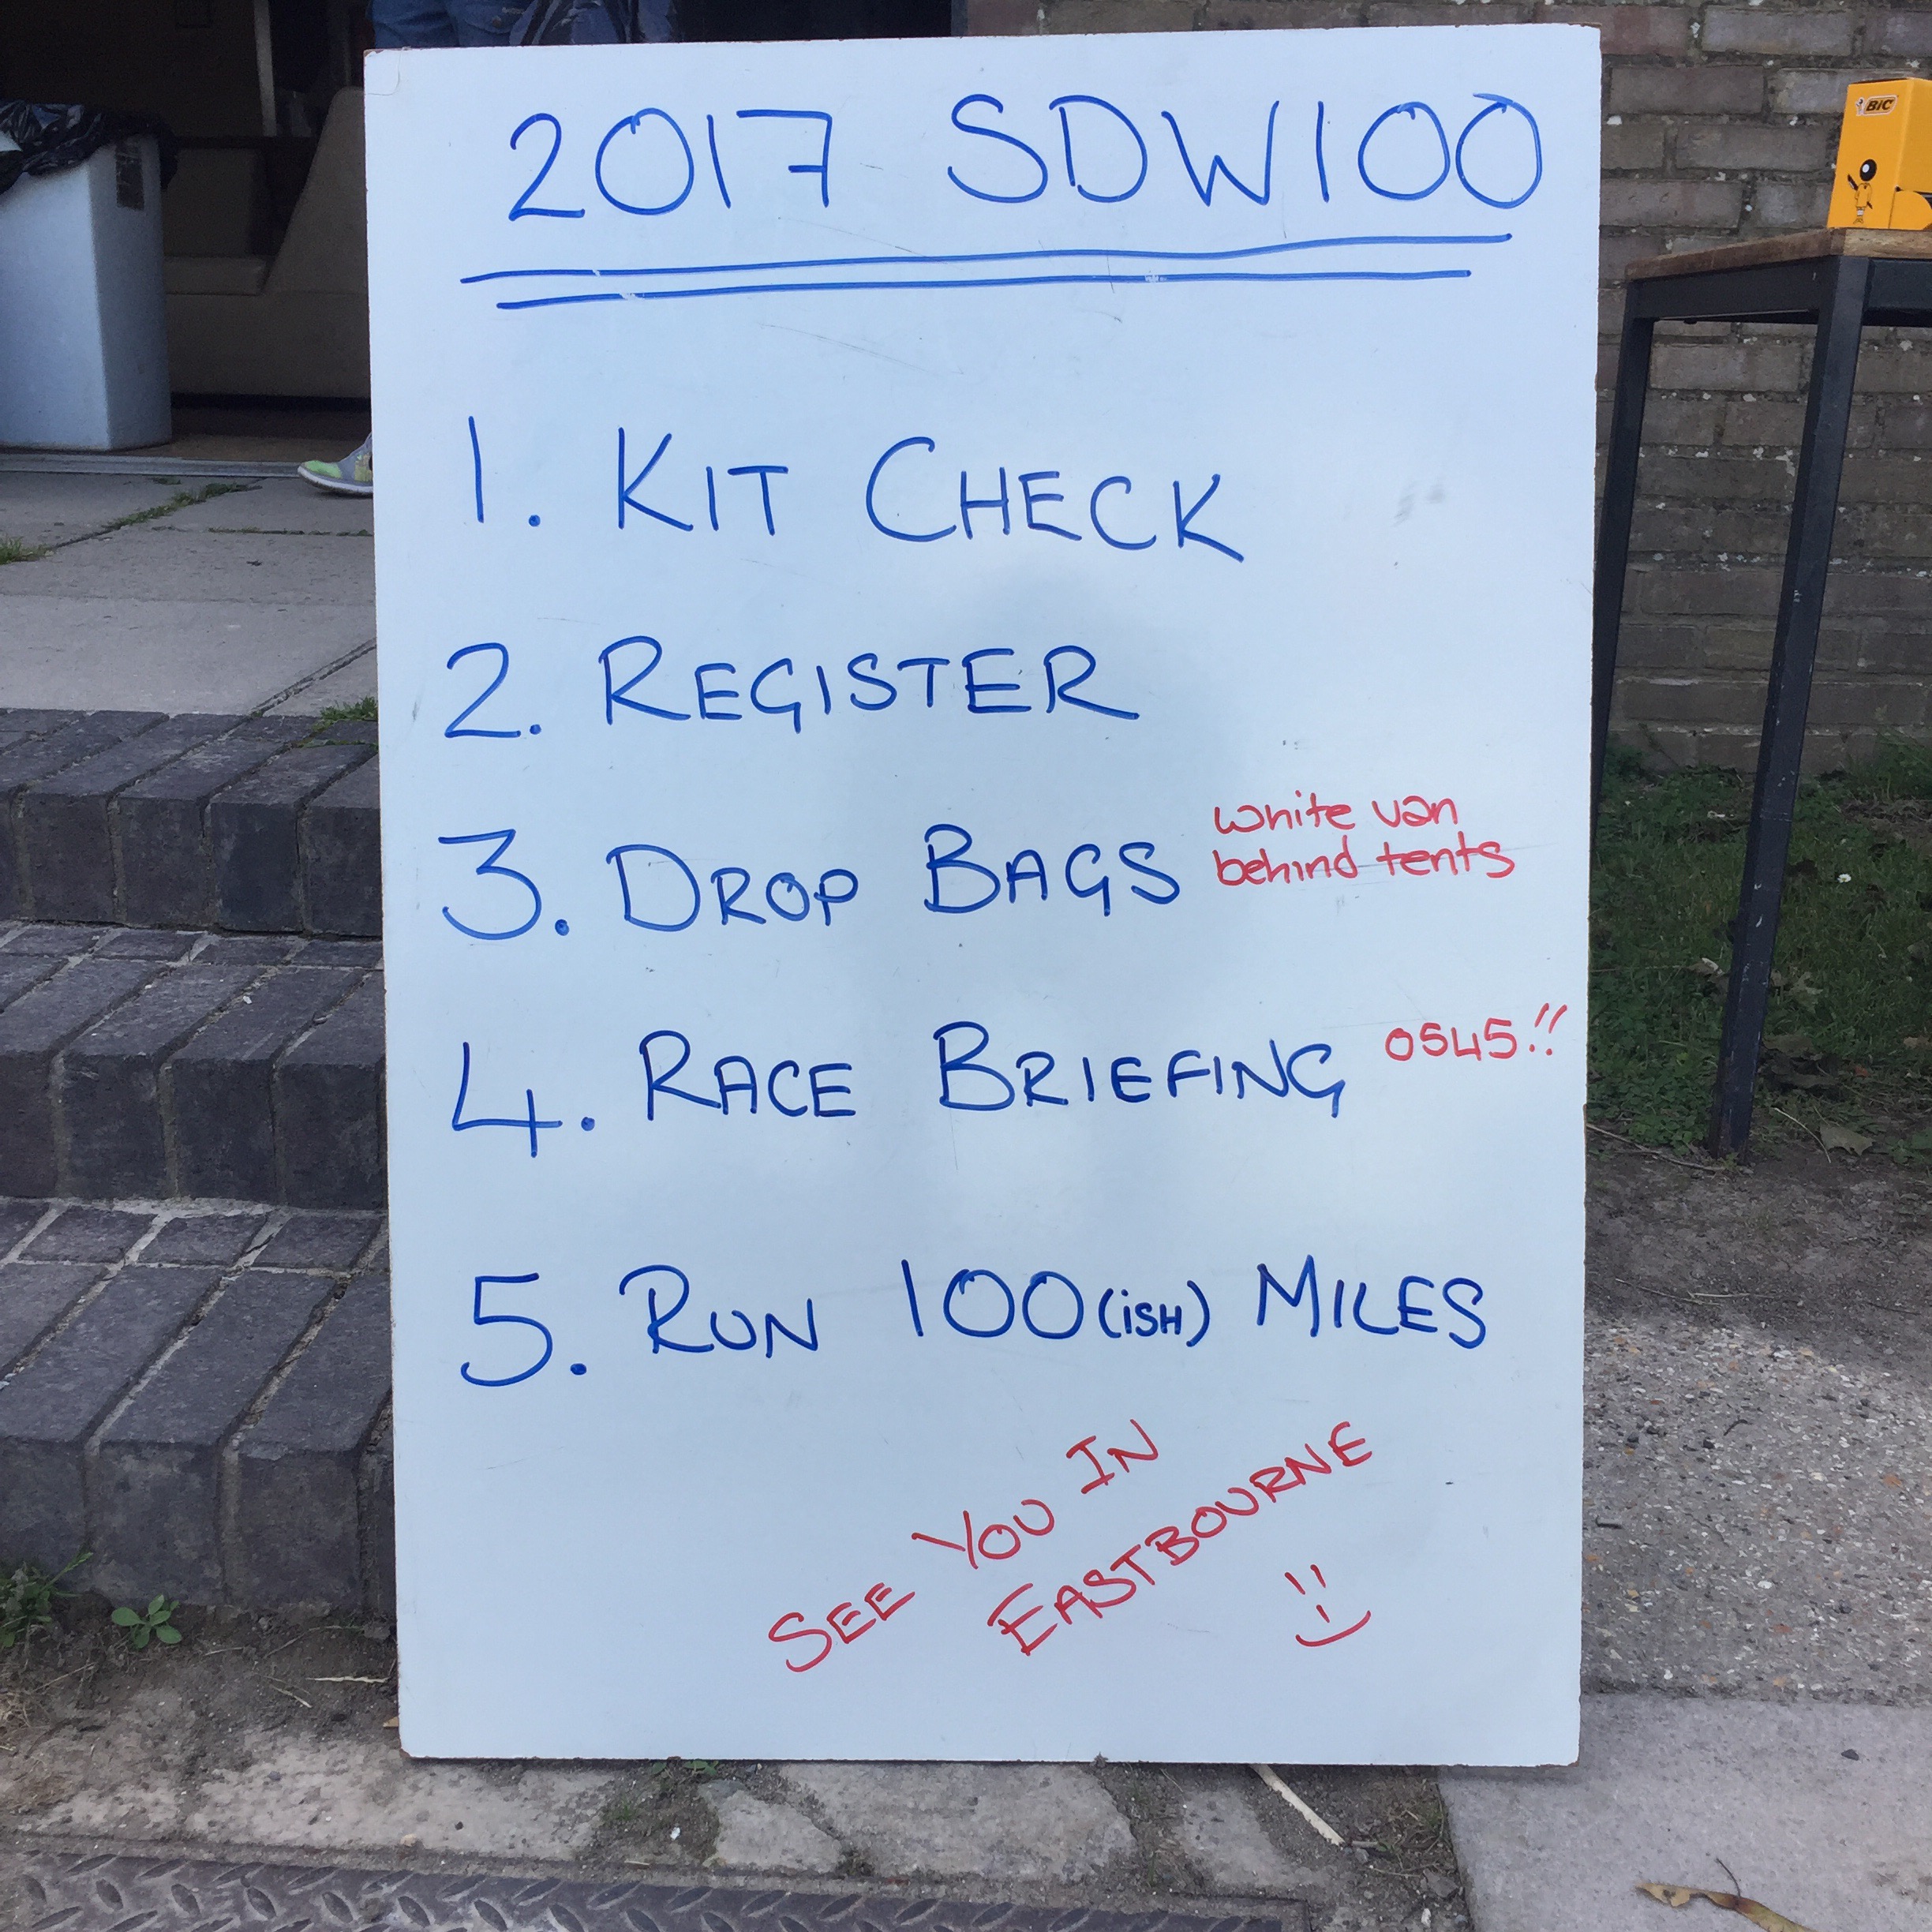 2017 SDW100
1. KIT CHECK
2. REGISTER
3. DROP BAGS
white van
behind tents
4. RACE BRIEFING 0545!!
5. RUN 100(ISH) MILES
SEE YOU IN
EASTBOURNE
BIC